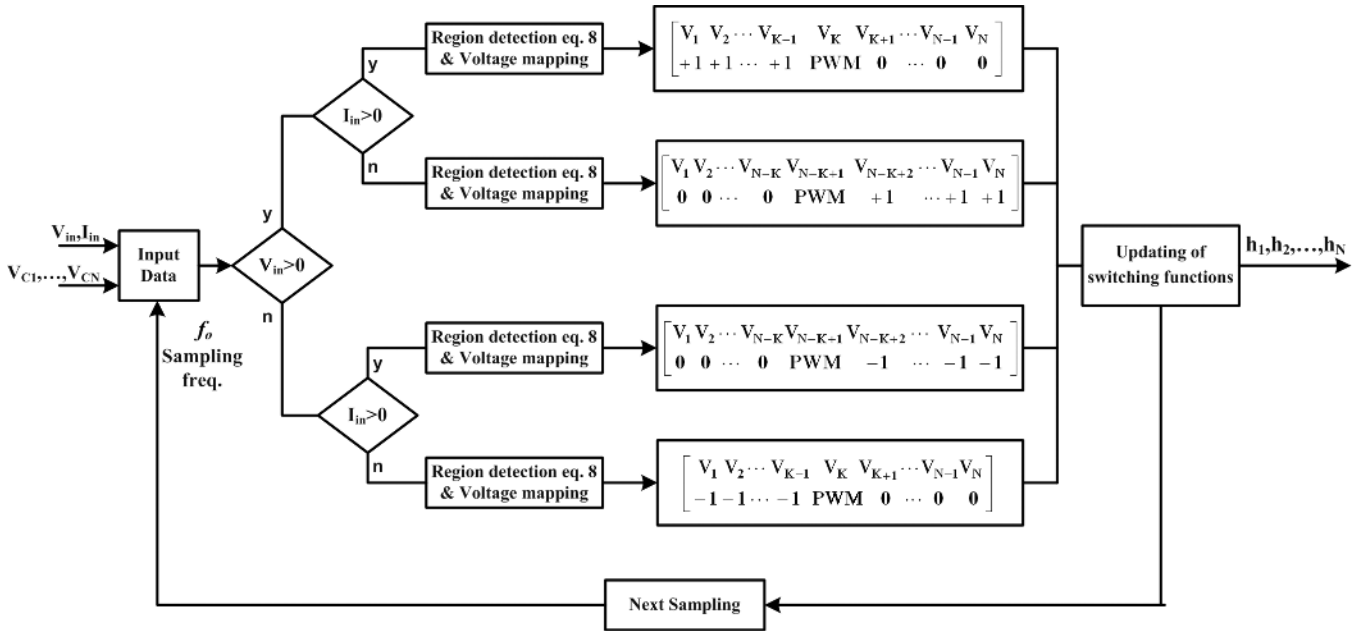 V_in,I_in
V_C1,…,V_CN
Input
Data
f_o
Sampling
freq.
V_in>0
y
n
I_in>0
y
n
Region detection eq. 8
& Voltage mapping
V_1 V_2 ⋯ V_K−1 V_K V_K+1 ⋯ V_N−1 V_N
+1 +1 ⋯ +1 PWM 0 ⋯ 0 0
Region detection eq. 8
& Voltage mapping
V_1 V_2 ⋯ V_N−K V_N−K+1 V_N−K+2 ⋯ V_N−1 V_N
0 0 ⋯ 0 PWM +1 ⋯ +1 +1
I_in>0
y
n
Region detection eq. 8
& Voltage mapping
V_1 V_2 ⋯ V_N−K V_N−K+1 V_N−K+2 ⋯ V_N−1 V_N
0 0 ⋯ 0 PWM −1 ⋯ −1 −1
Region detection eq. 8
& Voltage mapping
V_1 V_2 ⋯ V_K−1 V_K V_K+1 ⋯ V_N−1 V_N
−1 −1 ⋯ −1 PWM 0 ⋯ 0 0
Updating of
switching functions
h_1,h_2,…,h_N
Next Sampling